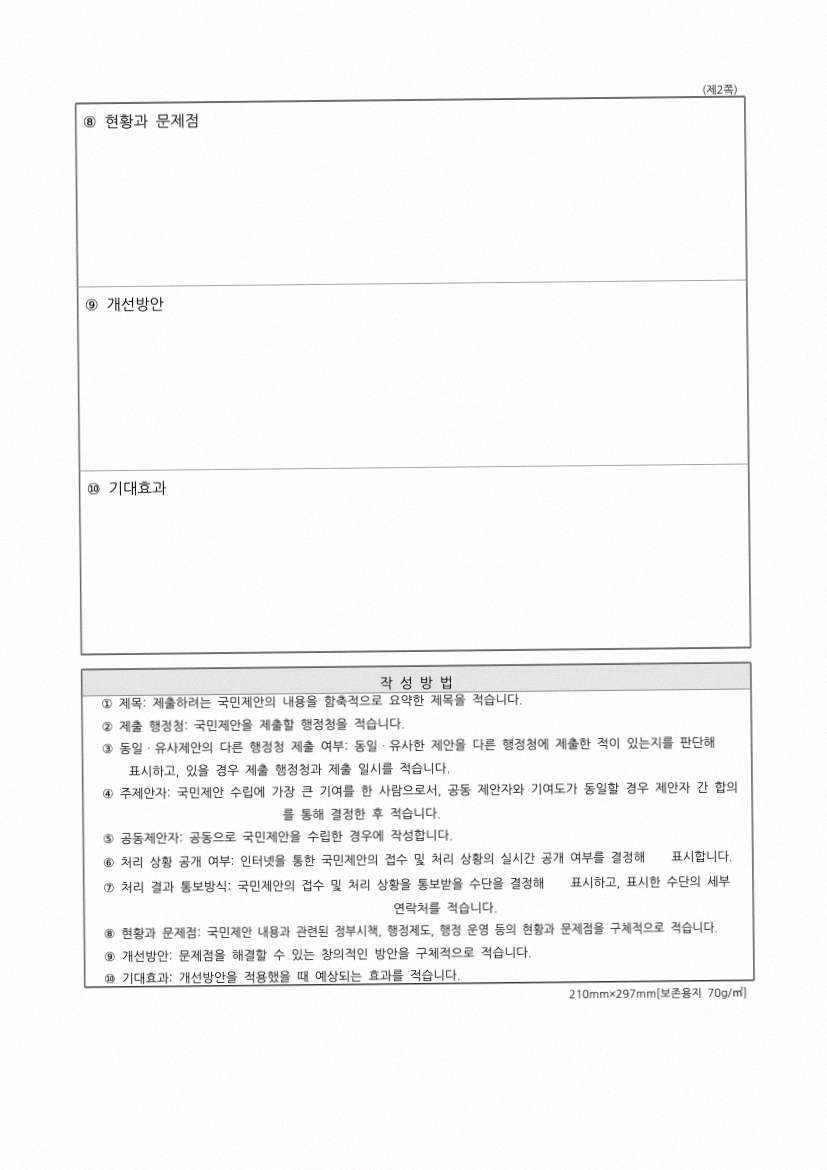 (제2쪽)
⑧ 현황과 문제점
⑨ 개선방안
⑩ 기대효과
작 성 방 법
① 제목: 제출하려는 국민제안의 내용을 함축적으로 요약한 제목을 적습니다.
② 제출 행정청: 국민제안을 제출할 행정청을 적습니다.
③ 동일ㆍ유사제안의 다른 행정청 제출 여부: 동일ㆍ유사한 제안을 다른 행정청에 제출한 적이 있는지를 판단해
표시하고, 있을 경우 제출 행정청과 제출 일시를 적습니다.
④ 주제안자: 국민제안 수립에 가장 큰 기여를 한 사람으로서, 공동 제안자와 기여도가 동일할 경우 제안자 간 합의
를 통해 결정한 후 적습니다.
⑤ 공동제안자: 공동으로 국민제안을 수립한 경우에 작성합니다.
⑥ 처리 상황 공개 여부: 인터넷을 통한 국민제안의 접수 및 처리 상황의 실시간 공개 여부를 결정해 표시합니다.
⑦ 처리 결과 통보방식: 국민제안의 접수 및 처리 상황을 통보받을 수단을 결정해 표시하고, 표시한 수단의 세부
연락처를 적습니다.
⑧ 현황과 문제점: 국민제안 내용과 관련된 정부시책, 행정제도, 행정 운영 등의 현황과 문제점을 구체적으로 적습니다.
⑨ 개선방안: 문제점을 해결할 수 있는 창의적인 방안을 구체적으로 적습니다.
⑩ 기대효과: 개선방안을 적용했을 때 예상되는 효과를 적습니다.
210mm×297mm[보존용지 70g/㎡]